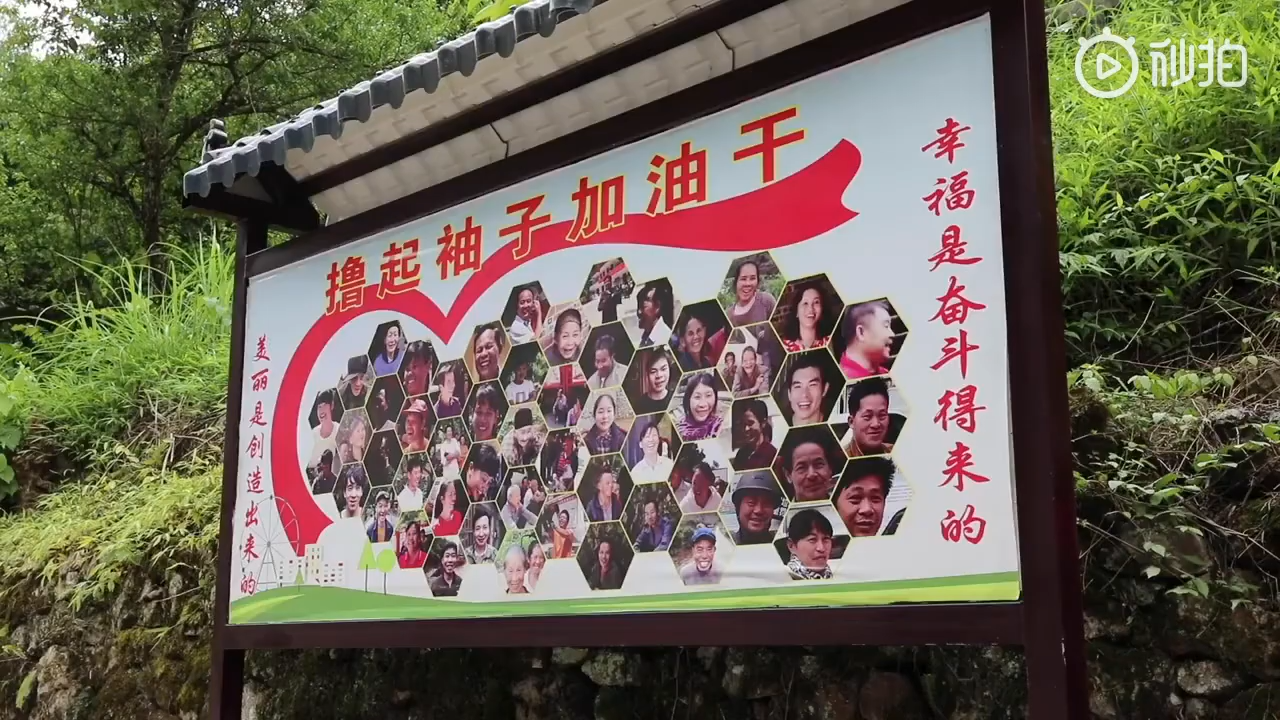 秒拍
撸起袖子加油干
幸福是奋斗得来的
美丽是创造出来的